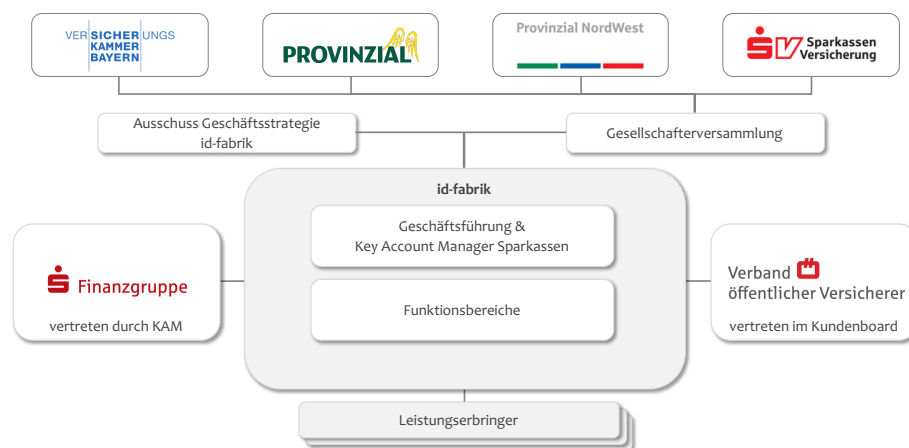 VERSICHERUNGS
KAMMER
BAYERN
PROVINZIAL
Provinzial NordWest
S V Sparkassen
Versicherung
Ausschuss Geschäftsstrategie
id-fabrik
Gesellschafterversammlung
id-fabrik
Geschäftsführung &
Key Account Manager Sparkassen
Finanzgruppe
vertreten durch KAM
Funktionsbereiche
Verband
öffentlicher Versicherer
vertreten im Kundenboard
Leistungserbringer